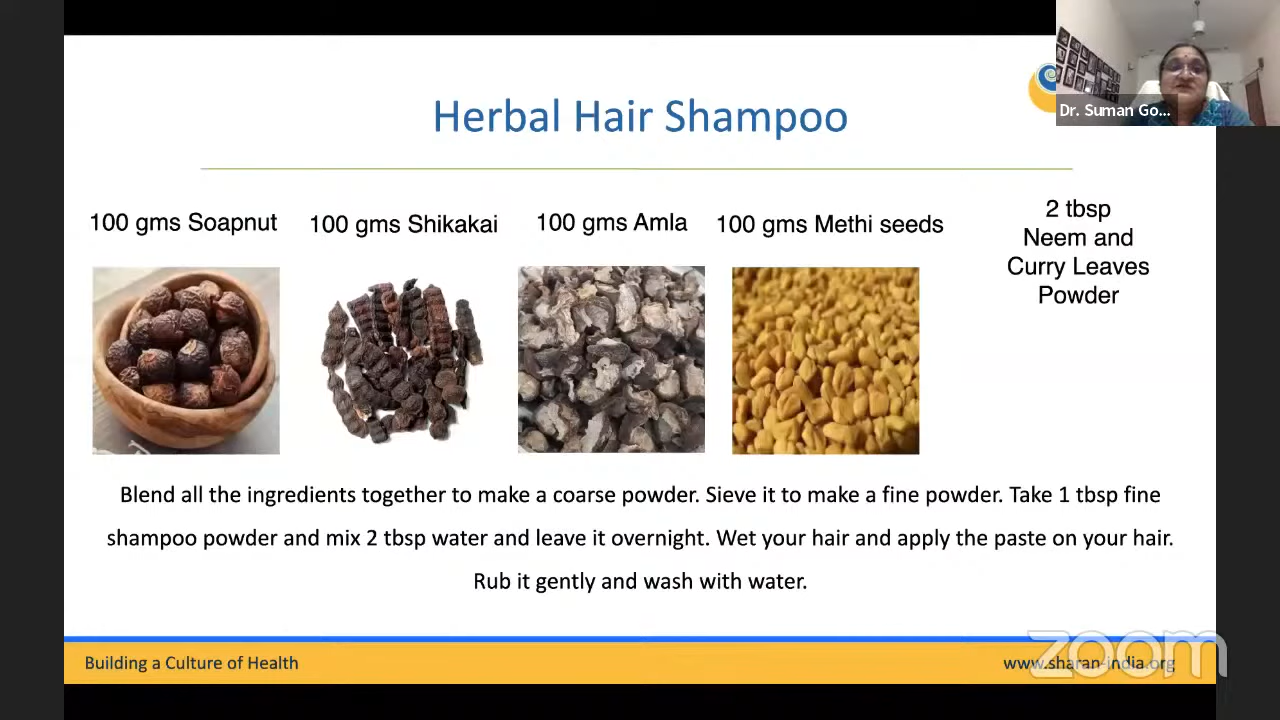 Herbal Hair Shampoo
Dr. Suman Go...
100 gms Soapnut
100 gms Shikakai
100 gms Amla
100 gms Methi seeds
2 tbsp
Neem and
Curry Leaves
Powder
Blend all the ingredients together to make a coarse powder. Sieve it to make a fine powder. Take 1 tbsp fine
shampoo powder and mix 2 tbsp water and leave it overnight. Wet your hair and apply the paste on your hair.
Rub it gently and wash with water.
Building a Culture of Health
www.sharan-india.org
zoom